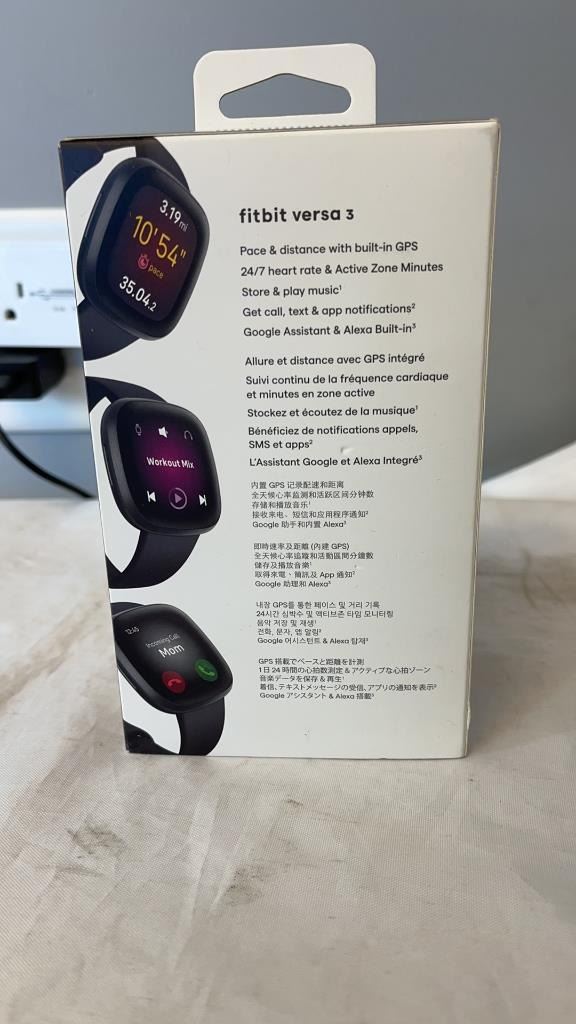 fitbit versa 3
Pace & distance with built-in GPS
24/7 heart rate & Active Zone Minutes
Store & play music¹
Get call, text & app notifications²
Google Assistant & Alexa Built-in³
Allure et distance avec GPS intégré
Suivi continu de la fréquence cardiaque
et minutes en zone active
Stockez et écoutez de la musique¹
Bénéficiez de notifications appels,
SMS et apps²
L'Assistant Google et Alexa Intégré³
内置 GPS 记录配速和距离
全天候心率监测和活跃区间分钟数
存储和播放音乐¹
接收来电、短信和应用程序通知²
Google 助手和内置 Alexa³
即時速率及距離 (內建 GPS)
全天候心率追蹤和活動區間分鐘數
儲存及播放音樂¹
取得來電、簡訊及 App 通知²
Google 助理和 Alexa³
내장 GPS를 통한 페이스 및 거리 기록
24시간 심박수 및 액티브존 타임 모니터링
음악 저장 및 재생¹
전화, 문자, 앱 알림²
Google 어시스턴트 & Alexa 탑재³
GPS 搭載でペースと距離を計測
1日 24 時間の心拍数測定 & アクティブな心拍ゾーン
音楽データを保存 & 再生¹
着信、テキストメッセージの受信、アプリの通知を表示²
Google アシスタント & Alexa 搭載³
3.19 mi
10'54"
pace
35:04.2
Workout Mix
12:45
Incoming Call
Mom